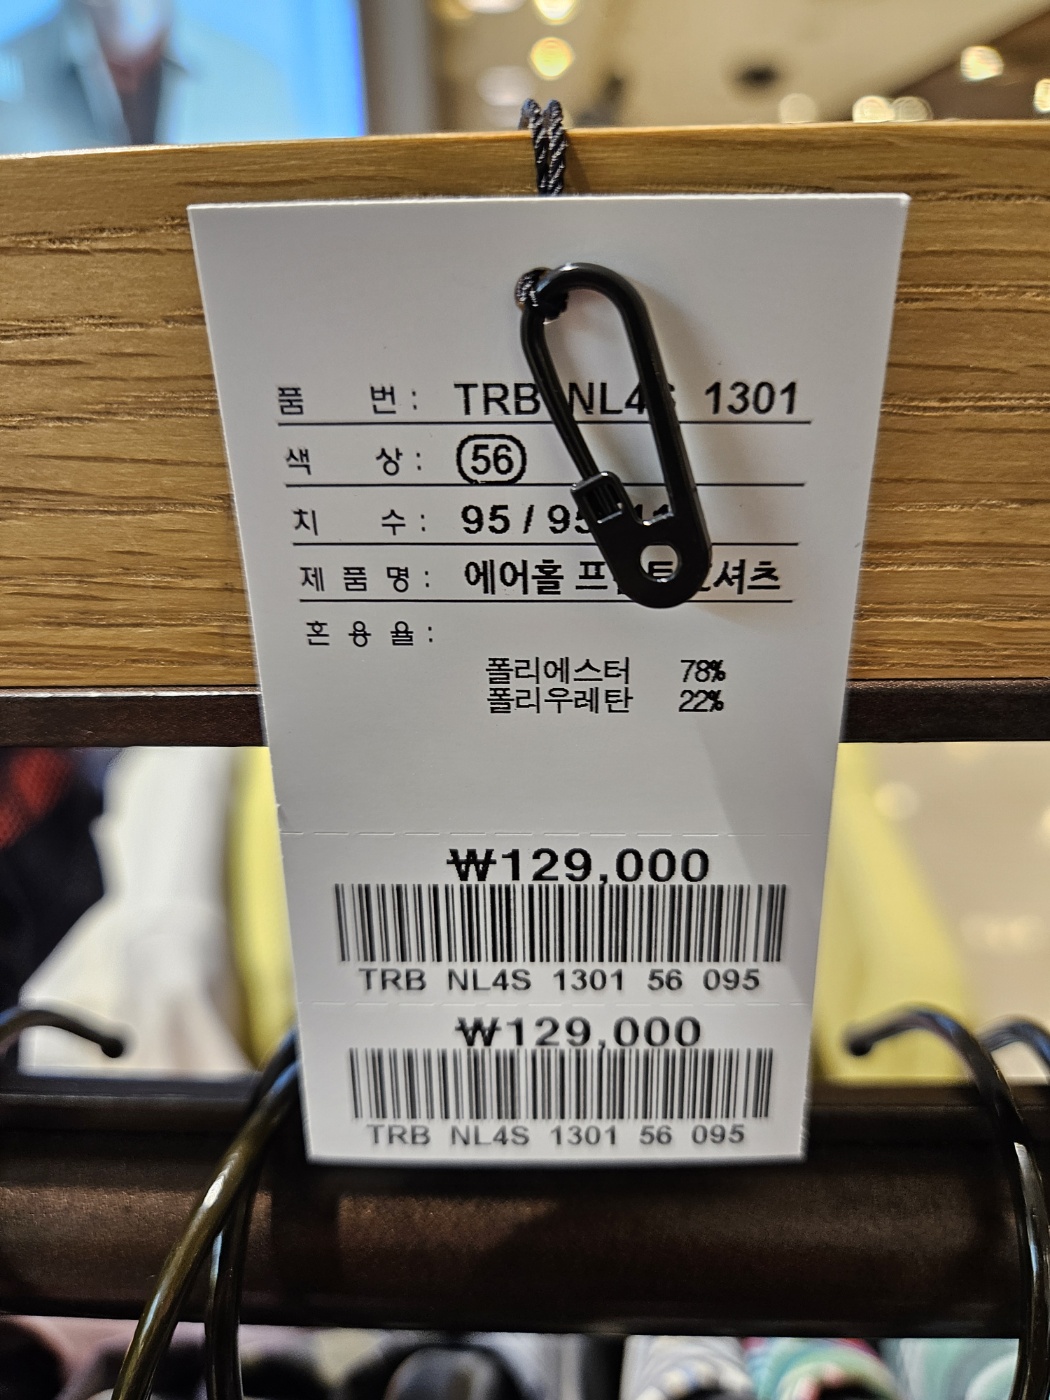 품 번 : TRB NL4S 1301
색 상 : 56
치 수 : 95 / 95
제 품 명 : 에어홀
혼 용 율 :
폴리에스터 78%
폴리우레탄 22%
₩129,000
TRB NL4S 1301 56 095
₩129,000
TRB NL4S 1301 56 095